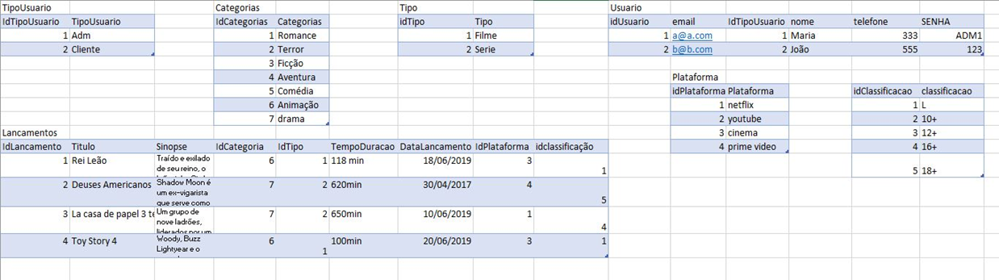 TipoUsuario Categorias Tipo Usuario
IdTipoUsuario TipoUsuario IdCategorias Categorias idTipo Tipo idUsuario email IdTipoUsuario nome telefone SENHA
1 Adm 1 Romance 1 Filme 1 a@a.com 1 Maria 333 ADM1
2 Cliente 2 Terror 2 Serie 2 b@b.com 2 João 555 123
3 Ficção
4 Aventura Plataforma
5 Comédia idPlataforma Plataforma idClassificacao classificacao
6 Animação 1 netflix 1 L
7 drama 2 youtube 2 10+
Lancamentos 3 cinema 3 12+
IdLancamento Titulo Sinopse IdCategoria IdTipo TempoDuracao DataLancamento IdPlataforma idclassificação 4 prime video 4 16+
1 Rei Leão Traído e exilado 6 1 118 min 18/06/2019 3
de seu reino, o
1 5 18+
2 Deuses Americanos Shadow Moon é 7 2 620min 30/04/2017 4
um ex-vigarista
que serve como 5
3 La casa de papel 3 te Um grupo de 7 2 650min 10/06/2019 1
nove ladrões,
liderados por um 4
4 Toy Story 4 Woody, Buzz 6 100min 20/06/2019 3 1
Lightyear e o 1